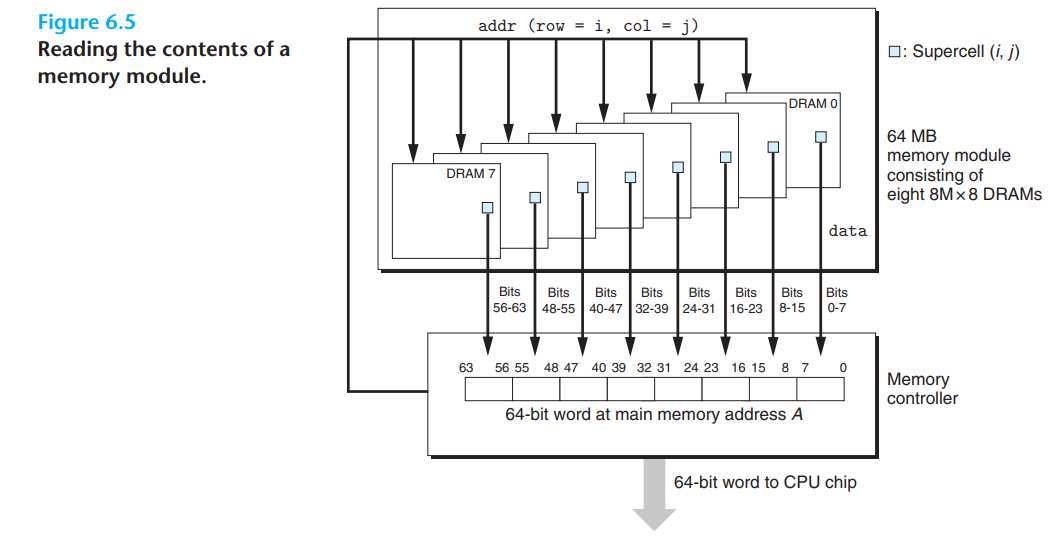 Figure 6.5
Reading the contents of a
memory module.
addr (row = i, col = j)
: Supercell (i, j)
DRAM 0
DRAM 7
64 MB
memory module
consisting of
eight 8M×8 DRAMs
data
Bits Bits Bits Bits Bits Bits Bits Bits
56-63 48-55 40-47 32-39 24-31 16-23 8-15 0-7
63 56 55 48 47 40 39 32 31 24 23 16 15 8 7 0
64-bit word at main memory address A
Memory
controller
64-bit word to CPU chip